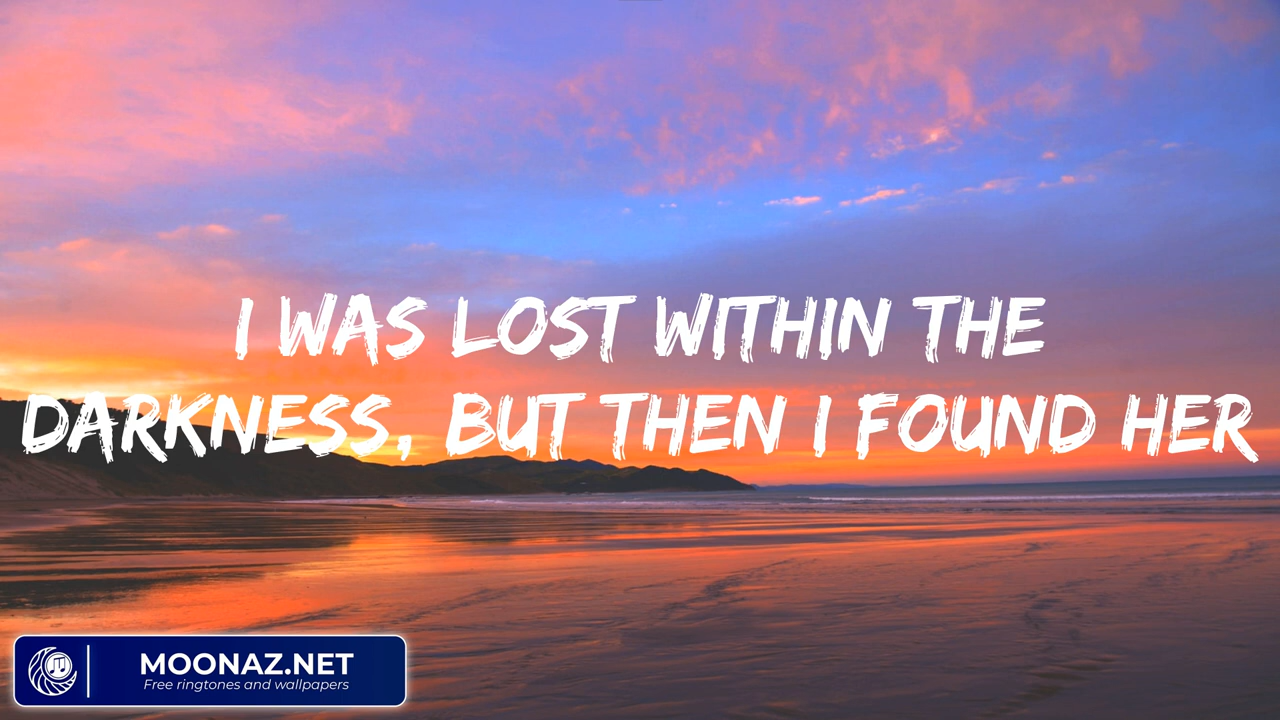 I WAS LOST WITHIN THE
DARKNESS, BUT THEN I FOUND HER
MOONAZ.NET
Free ringtones and wallpapers